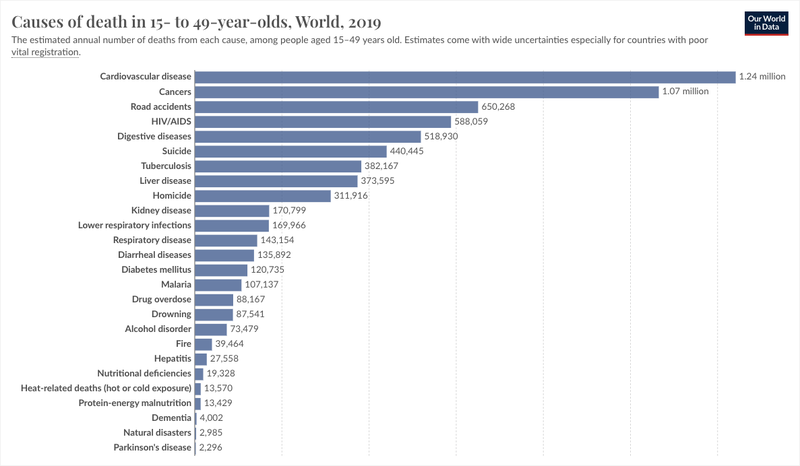 Causes of death in 15- to 49-year-olds, World, 2019
Our World
in Data
The estimated annual number of deaths from each cause, among people aged 15–49 years old. Estimates come with wide uncertainties especially for countries with poor
vital registration.
Cardiovascular disease 1.24 million
Cancers 1.07 million
Road accidents 650,268
HIV/AIDS 588,059
Digestive diseases 518,930
Suicide 440,445
Tuberculosis 382,167
Liver disease 373,595
Homicide 311,916
Kidney disease 170,799
Lower respiratory infections 169,966
Respiratory disease 143,154
Diarrheal diseases 135,892
Diabetes mellitus 120,735
Malaria 107,137
Drug overdose 88,167
Drowning 87,541
Alcohol disorder 73,479
Fire 39,464
Hepatitis 27,558
Nutritional deficiencies 19,328
Heat-related deaths (hot or cold exposure) 13,570
Protein-energy malnutrition 13,429
Dementia 4,002
Natural disasters 2,985
Parkinson's disease 2,296